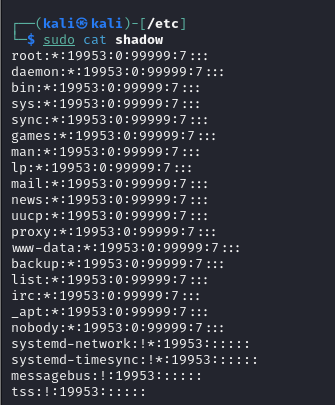 ┌──(kali㉿kali)-[/etc]
└─$ sudo cat shadow
root:*:19953:0:99999:7:::
daemon:*:19953:0:99999:7:::
bin:*:19953:0:99999:7:::
sys:*:19953:0:99999:7:::
sync:*:19953:0:99999:7:::
games:*:19953:0:99999:7:::
man:*:19953:0:99999:7:::
lp:*:19953:0:99999:7:::
mail:*:19953:0:99999:7:::
news:*:19953:0:99999:7:::
uucp:*:19953:0:99999:7:::
proxy:*:19953:0:99999:7:::
www-data:*:19953:0:99999:7:::
backup:*:19953:0:99999:7:::
list:*:19953:0:99999:7:::
irc:*:19953:0:99999:7:::
_apt:*:19953:0:99999:7:::
nobody:*:19953:0:99999:7:::
systemd-network:!*:19953::::::
systemd-timesync:!*:19953::::::
messagebus:!:19953::::::
tss:!:19953::::::